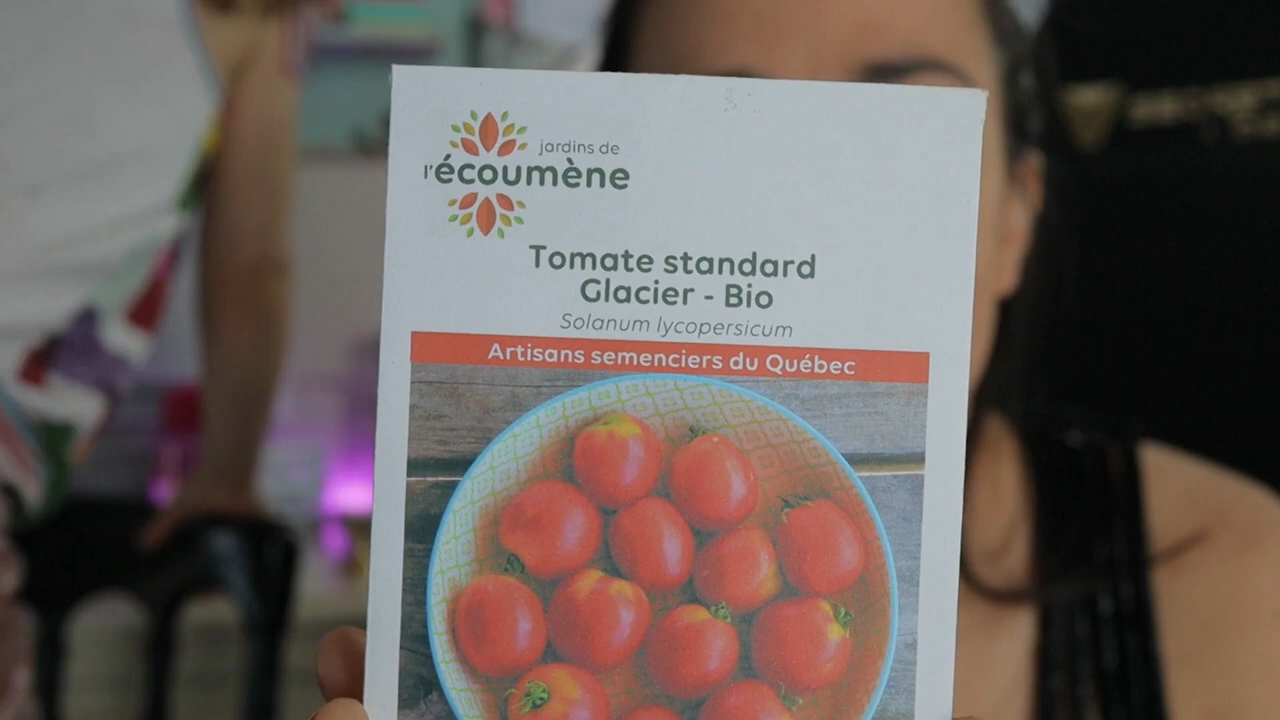 jardins de
l'écoumène
Tomate standard
Glacier - Bio
Solanum lycopersicum
Artisans semenciers du Québec